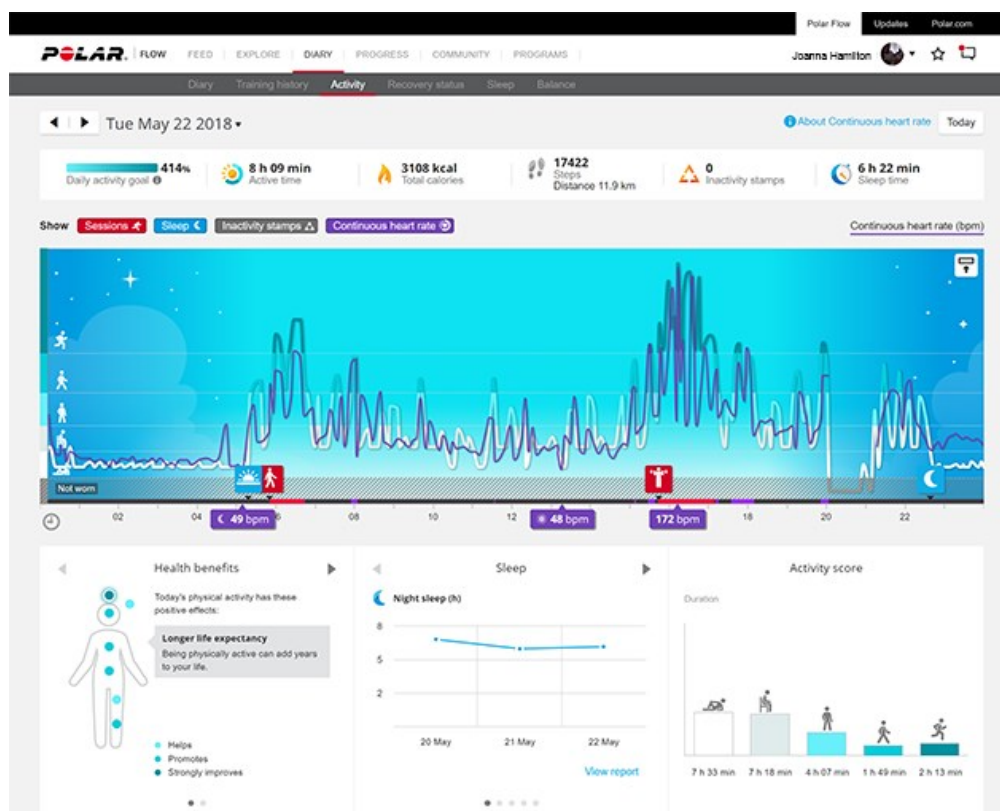 Polar Flow Updates Polar.com
POLAR. FLOW FEED EXPLORE DIARY PROGRESS COMMUNITY PROGRAMS Joanna Hamilton
Diary Training history Activity Recovery status Sleep Balance
Tue May 22 2018 About Continuous heart rate Today
414%
Daily activity goal
8 h 09 min
Active time
3108 kcal
Total calories
17422
Steps
Distance 11.9 km
0
Inactivity stamps
6 h 22 min
Sleep time
Show Sessions Sleep Inactivity stamps Continuous heart rate Continuous heart rate (bpm)
Not worn
02 04 6 08 10 12 16 18 20 22
49 bpm 48 bpm 172 bpm
Health benefits
Today's physical activity has these
positive effects:
Longer life expectancy
Being physically active can add years
to your life.
Helps
Promotes
Strongly improves
Sleep
Night sleep (h)
8
5
2
20 May 21 May 22 May
View report
Activity score
Duration
7 h 33 min 7 h 18 min 4 h 07 min 1 h 49 min 2 h 13 min